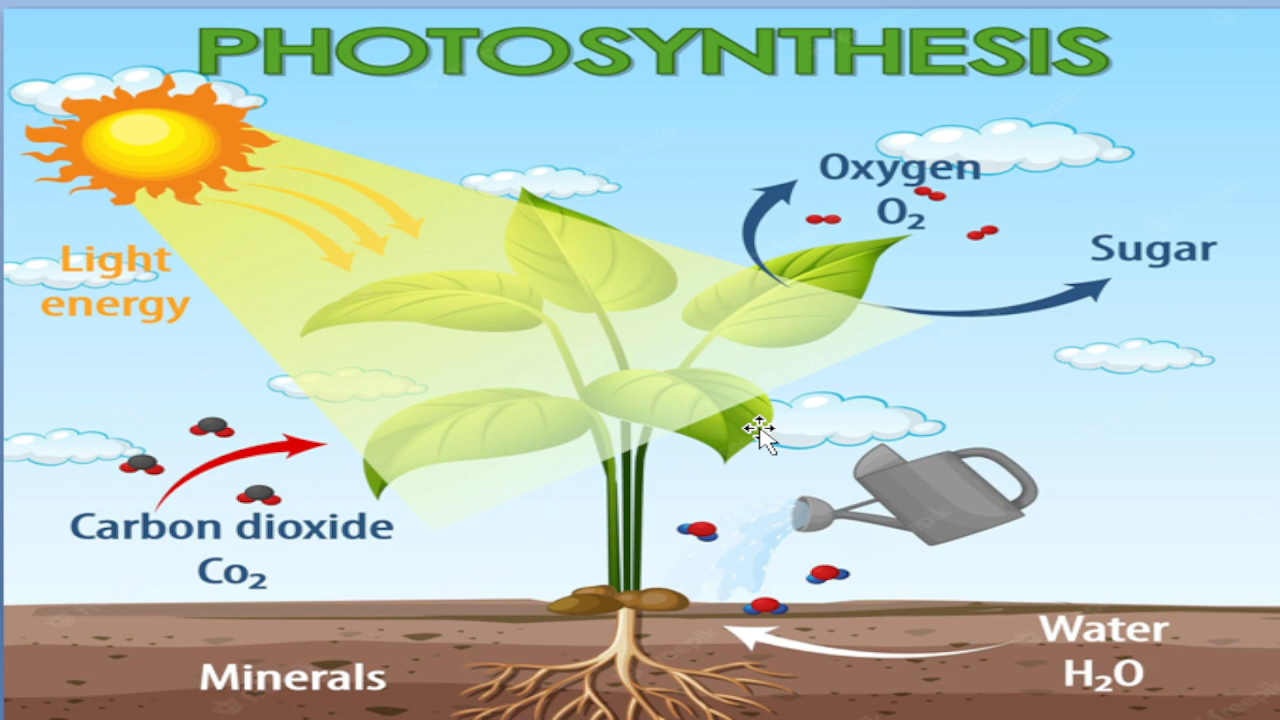 PHOTOSYNTHESIS
Oxygen
O₂
Sugar
Light
energy
Carbon dioxide
Co₂
Water
H₂O
Minerals